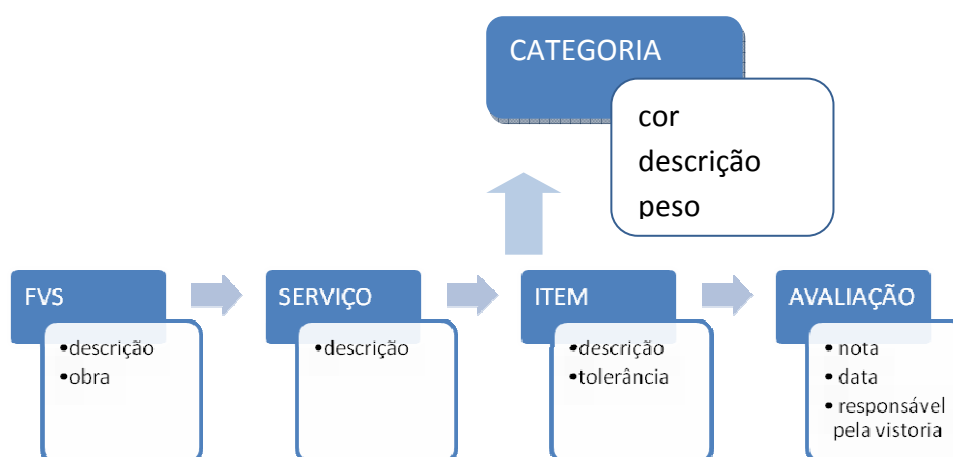 CATEGORIA
cor
descrição
peso
FVS
•descrição
•obra
SERVIÇO
•descrição
ITEM
•descrição
•tolerância
AVALIAÇÃO
• nota
• data
• responsável
pela vistoria